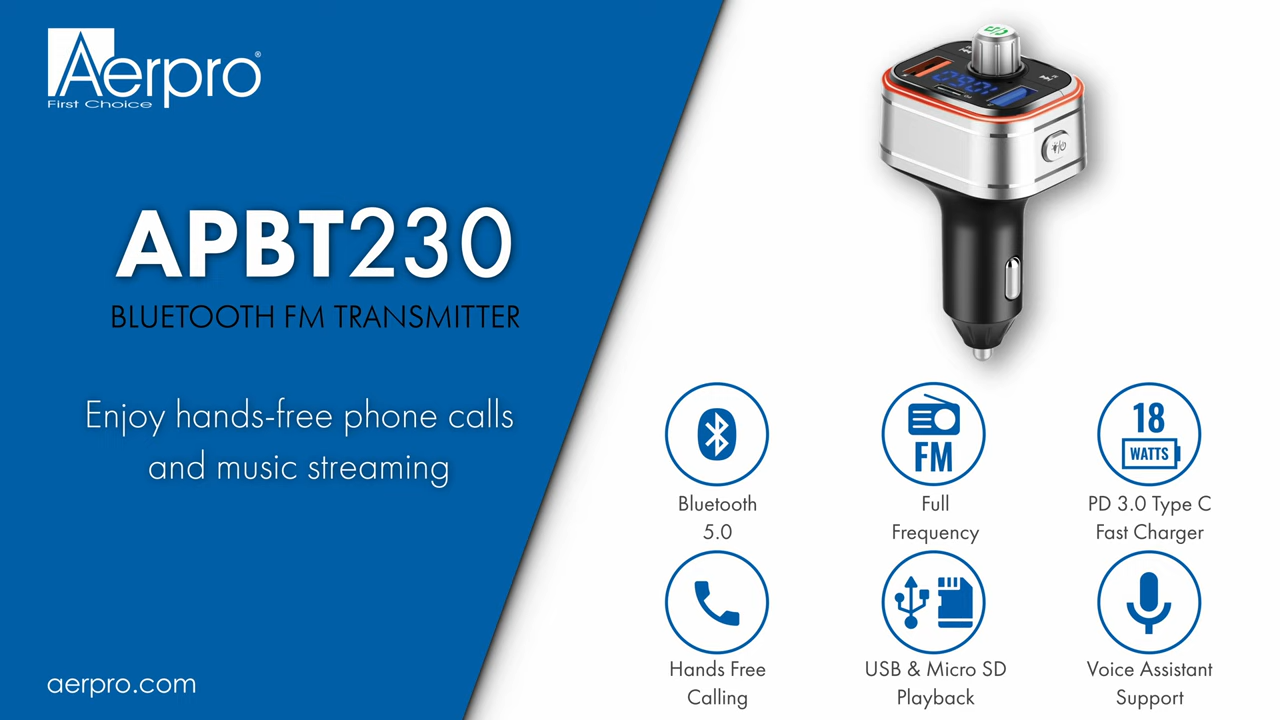 Aerpro®
First Choice
APBT230
BLUETOOTH FM TRANSMITTER
Enjoy hands-free phone calls
and music streaming
aerpro.com
Bluetooth
5.0
FM
Full
Frequency
18
WATTS
PD 3.0 Type C
Fast Charger
Hands Free
Calling
USB & Micro SD
Playback
Voice Assistant
Support